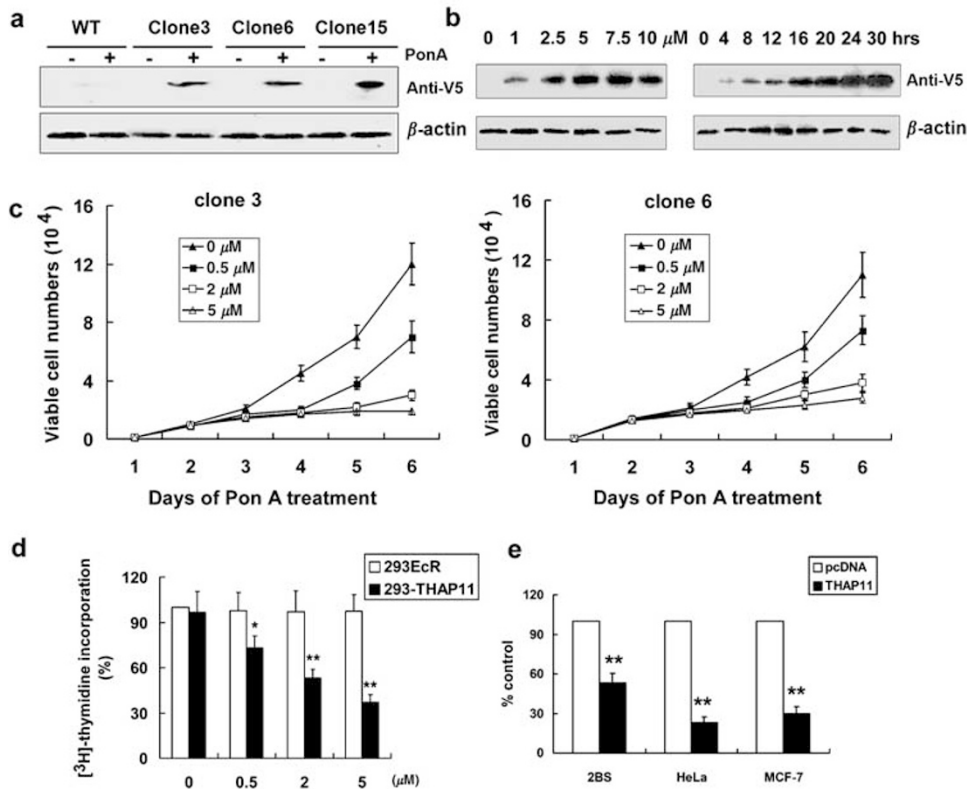 a
WT Clone3 Clone6 Clone15
- + - + - + - + PonA
Anti-V5
β-actin
b
0 1 2.5 5 7.5 10 μM
0 4 8 12 16 20 24 30 hrs
Anti-V5
β-actin
c
clone 3
Viable cell numbers (10 4)
16
12
8
4
0
0 μM
0.5 μM
2 μM
5 μM
1 2 3 4 5 6
Days of Pon A treatment
clone 6
Viable cell numbers (10 4)
16
12
8
4
0
0 μM
0.5 μM
2 μM
5 μM
1 2 3 4 5 6
Days of Pon A treatment
d
[3H]-thymidine incorporation
(%)
293EcR
293-THAP11
120
90
60
30
0
*
**
**
0 0.5 2 5 (μM)
e
pcDNA
THAP11
% control
120
90
60
30
0
**
**
**
2BS HeLa MCF-7